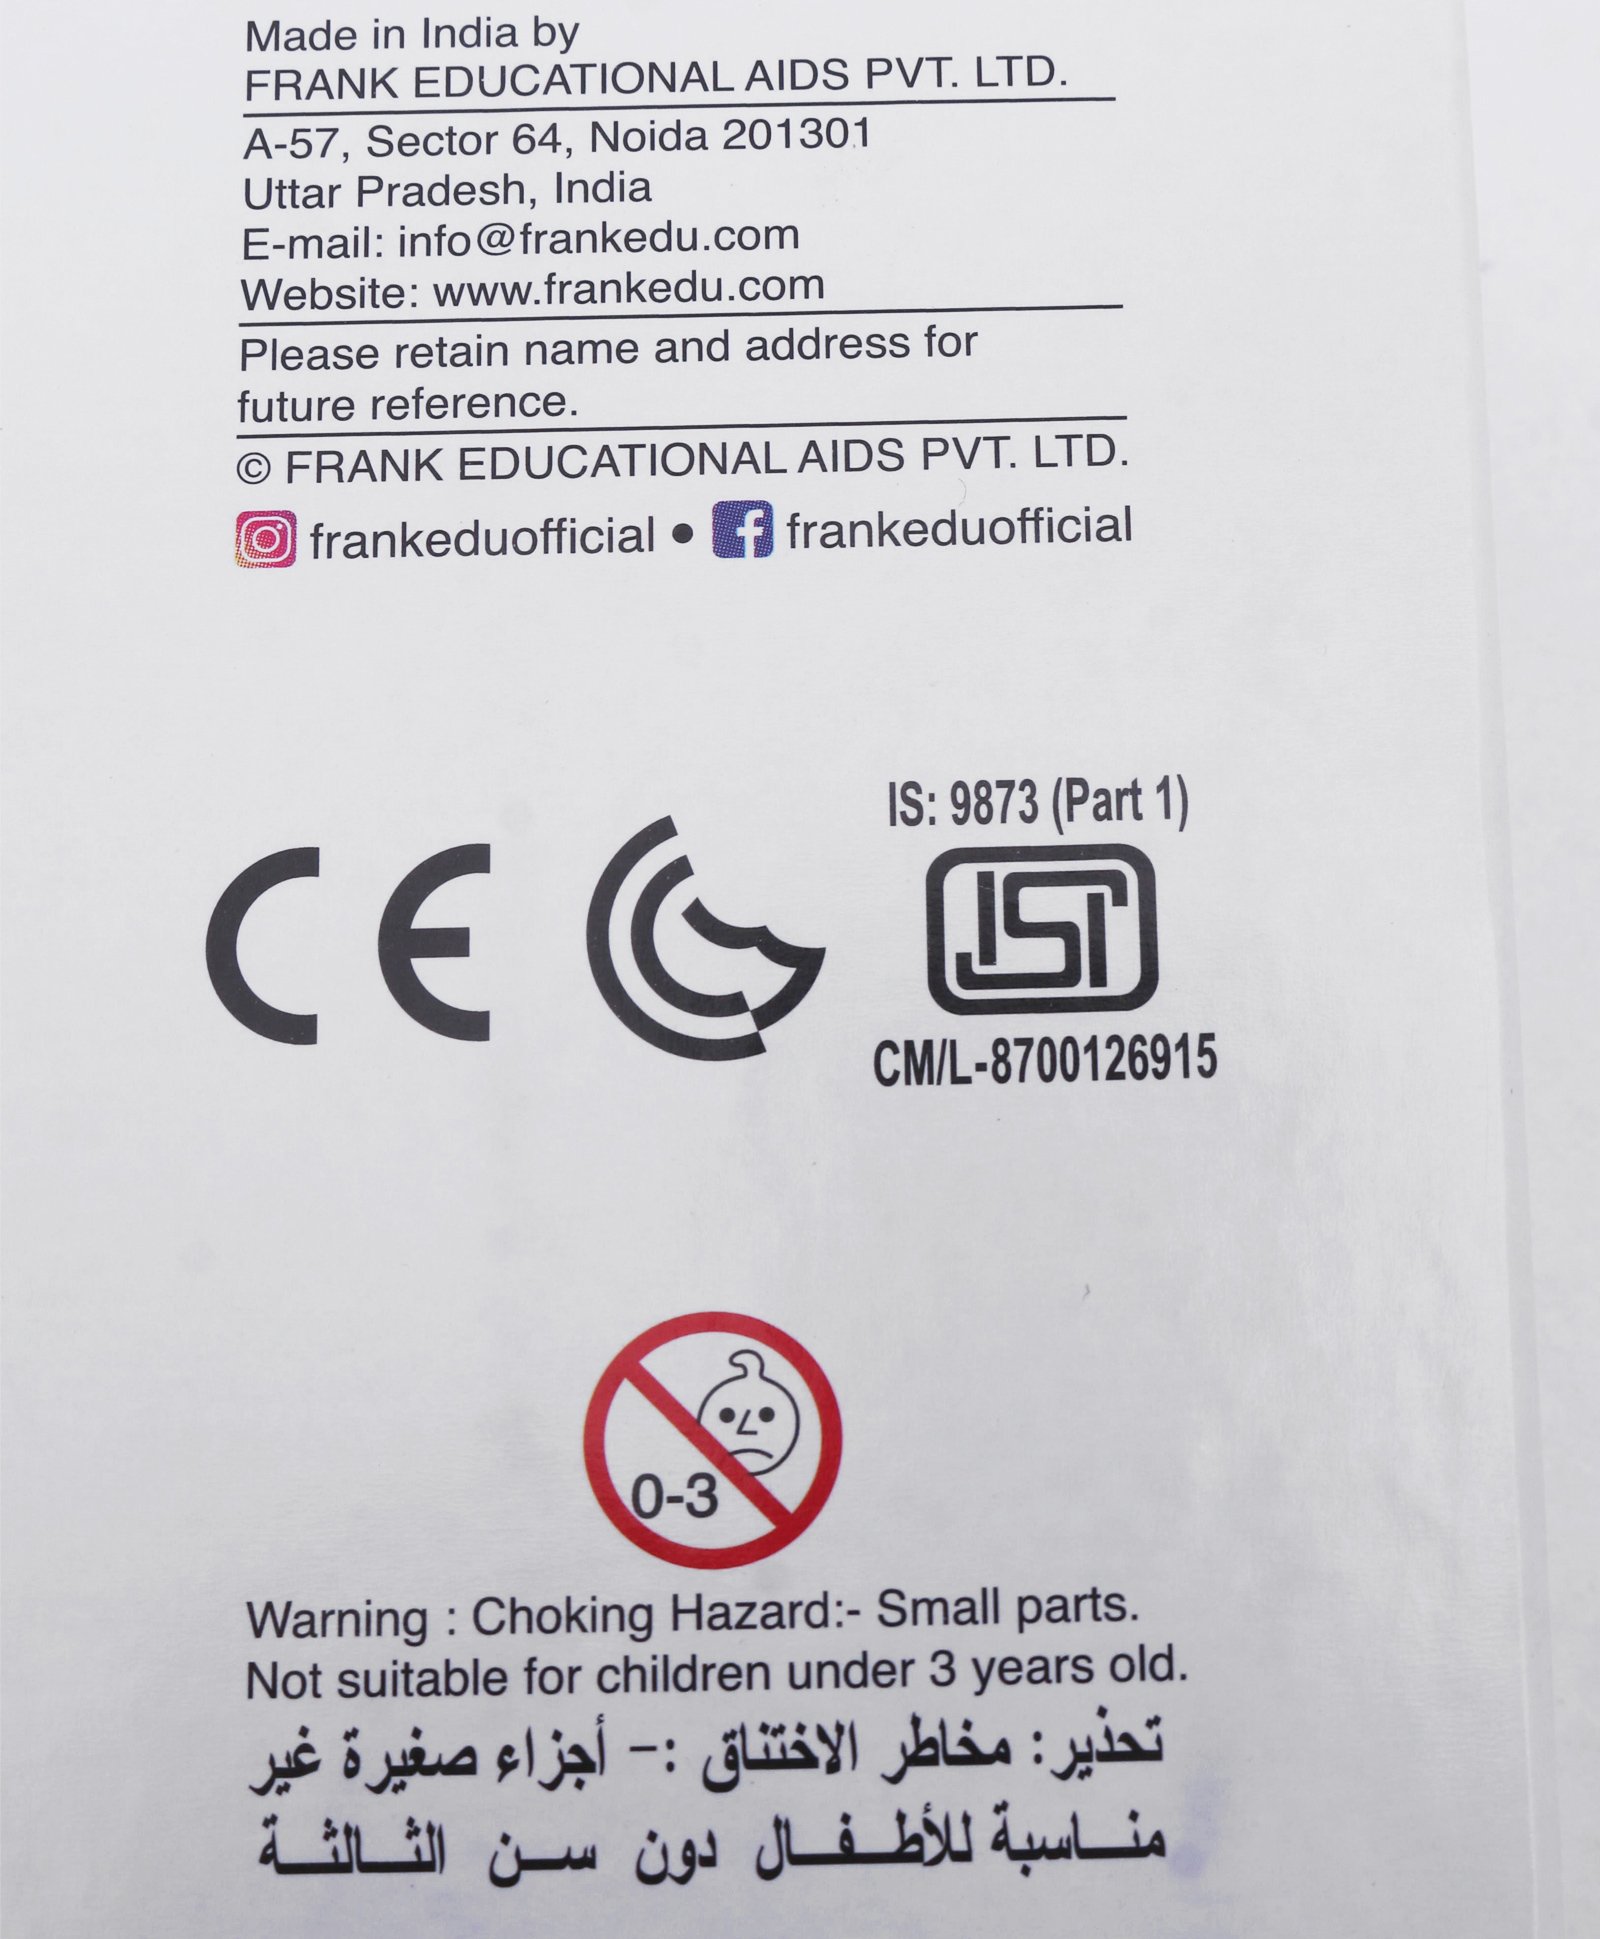 Made in India by
FRANK EDUCATIONAL AIDS PVT. LTD.
A-57, Sector 64, Noida 201301
Uttar Pradesh, India
E-mail: info@frankedu.com
Website: www.frankedu.com
Please retain name and address for
future reference.
© FRANK EDUCATIONAL AIDS PVT. LTD.
frankeduofficial • frankeduofficial
IS: 9873 (Part 1)
CE
ISI
CM/L-8700126915
0-3
Warning : Choking Hazard:- Small parts.
Not suitable for children under 3 years old.
تحذير: مخاطر الاختناق :- أجزاء صغيرة غير
مناسبة للأطفال دون سن الثالثة